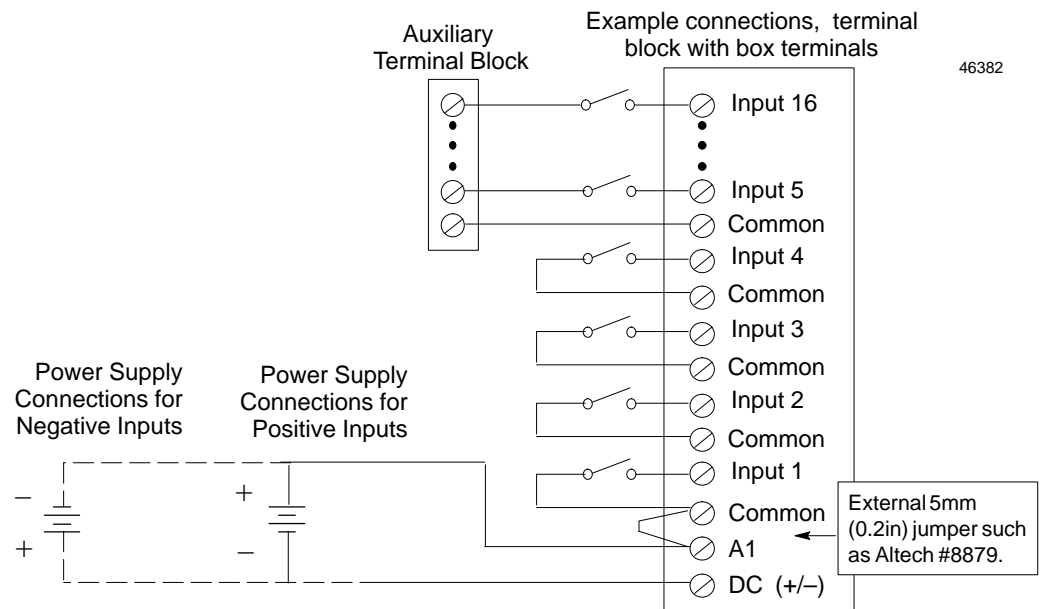 Example connections, terminal
block with box terminals
Auxiliary
Terminal Block
46382
Input 16
Input 5
Common
Input 4
Common
Input 3
Common
Input 2
Common
Input 1
Common
A1
DC (+/–)
External 5mm
(0.2in) jumper such
as Altech #8879.
Power Supply
Connections for
Negative Inputs
Power Supply
Connections for
Positive Inputs
–
+
+
–